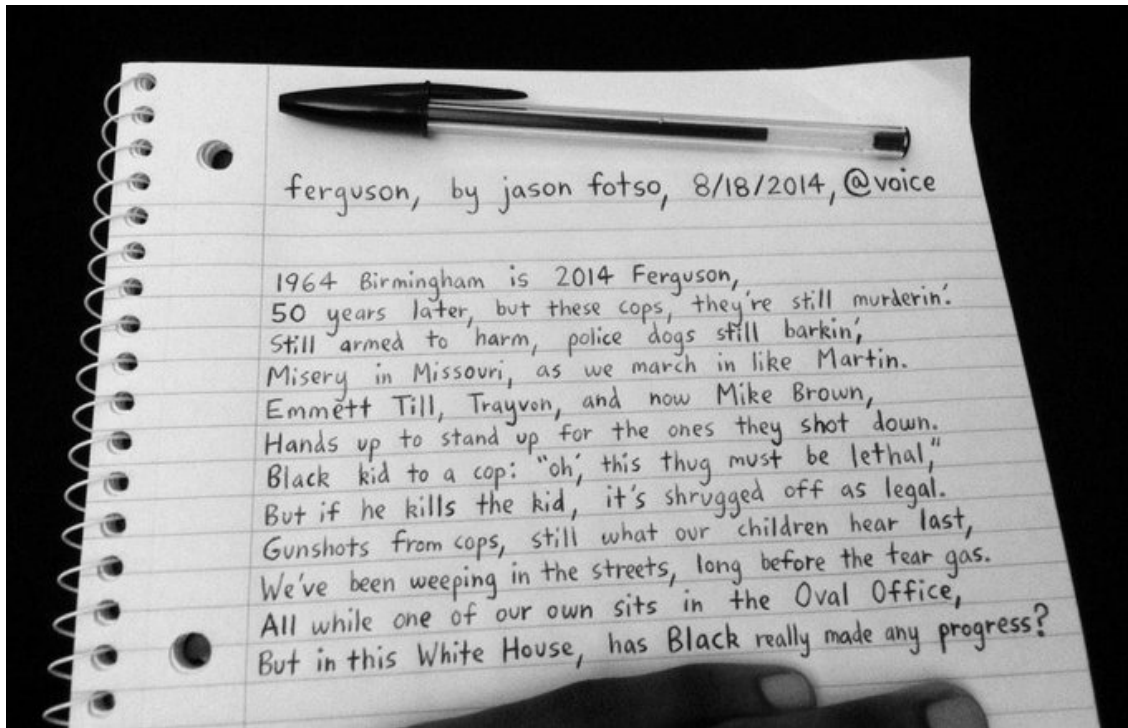 ferguson, by jason fotso, 8/18/2014, @voice
1964 Birmingham is 2014 Ferguson,
50 years later, but these cops, they're still murderin'.
Still armed to harm, police dogs still barkin',
Misery in Missouri, as we march in like Martin.
Emmett Till, Trayvon, and now Mike Brown,
Hands up to stand up for the ones they shot down.
Black kid to a cop: "oh, this thug must be lethal,"
But if he kills the kid, it's shrugged off as legal.
Gunshots from cops, still what our children hear last,
We've been weeping in the streets, long before the tear gas.
All while one of our own sits in the Oval Office,
But in this White House, has Black really made any progress?